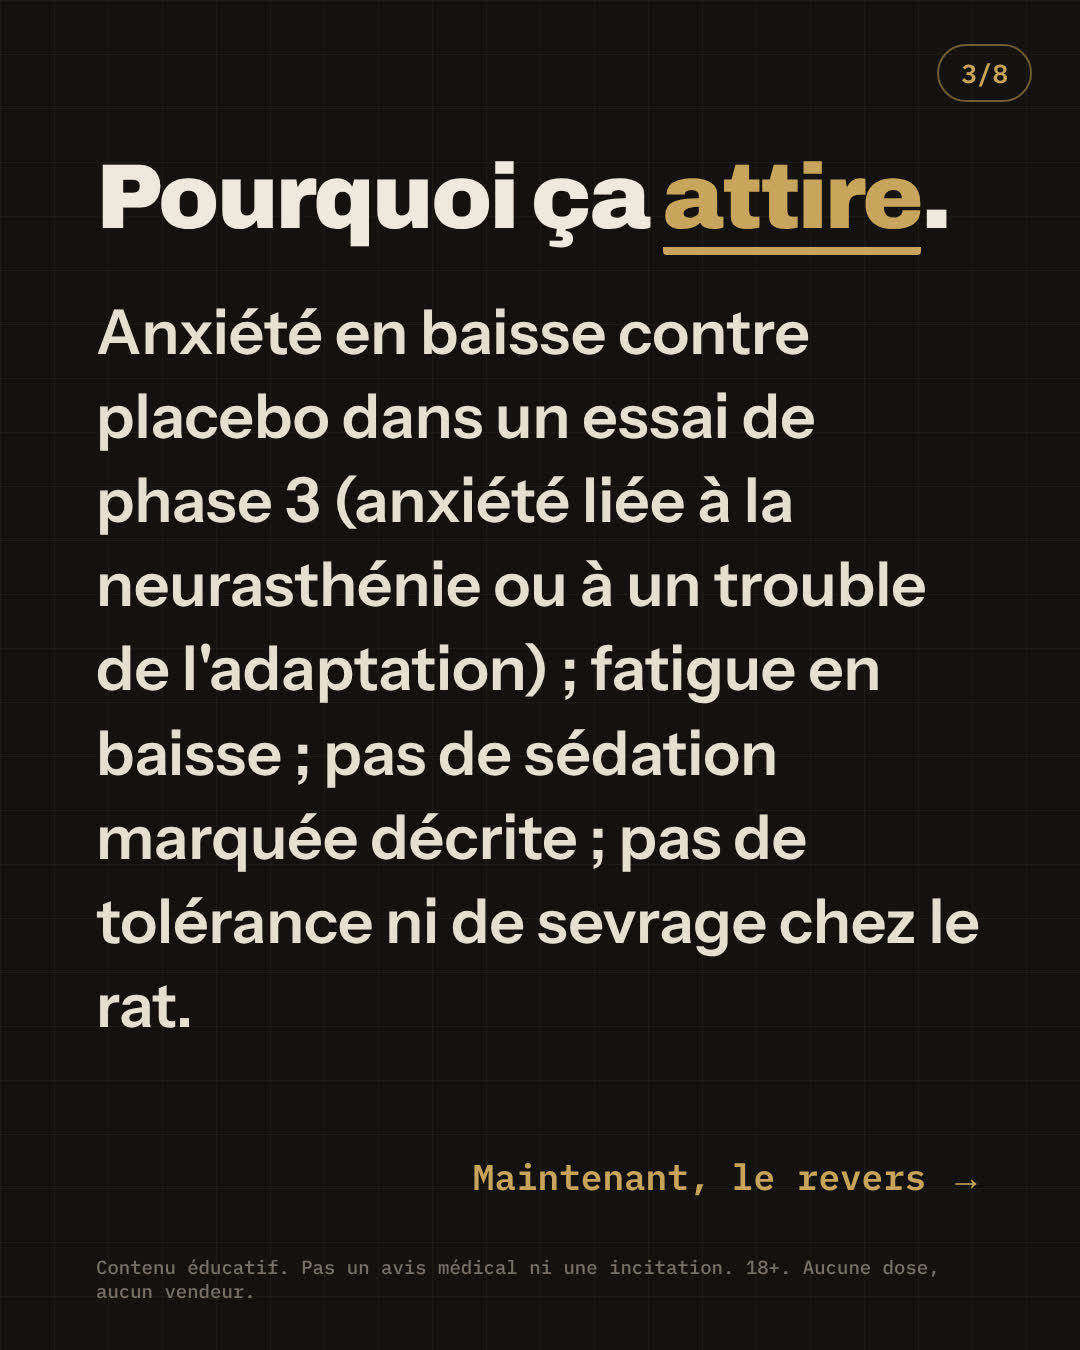 3/8
Pourquoi ça attire.
Anxiété en baisse contre
placebo dans un essai de
phase 3 (anxiété liée à la
neurasthénie ou à un trouble
de l'adaptation) ; fatigue en
baisse ; pas de sédation
marquée décrite ; pas de
tolérance ni de sevrage chez le
rat.
Maintenant, le revers →
Contenu éducatif. Pas un avis médical ni une incitation. 18+. Aucune dose,
aucun vendeur.